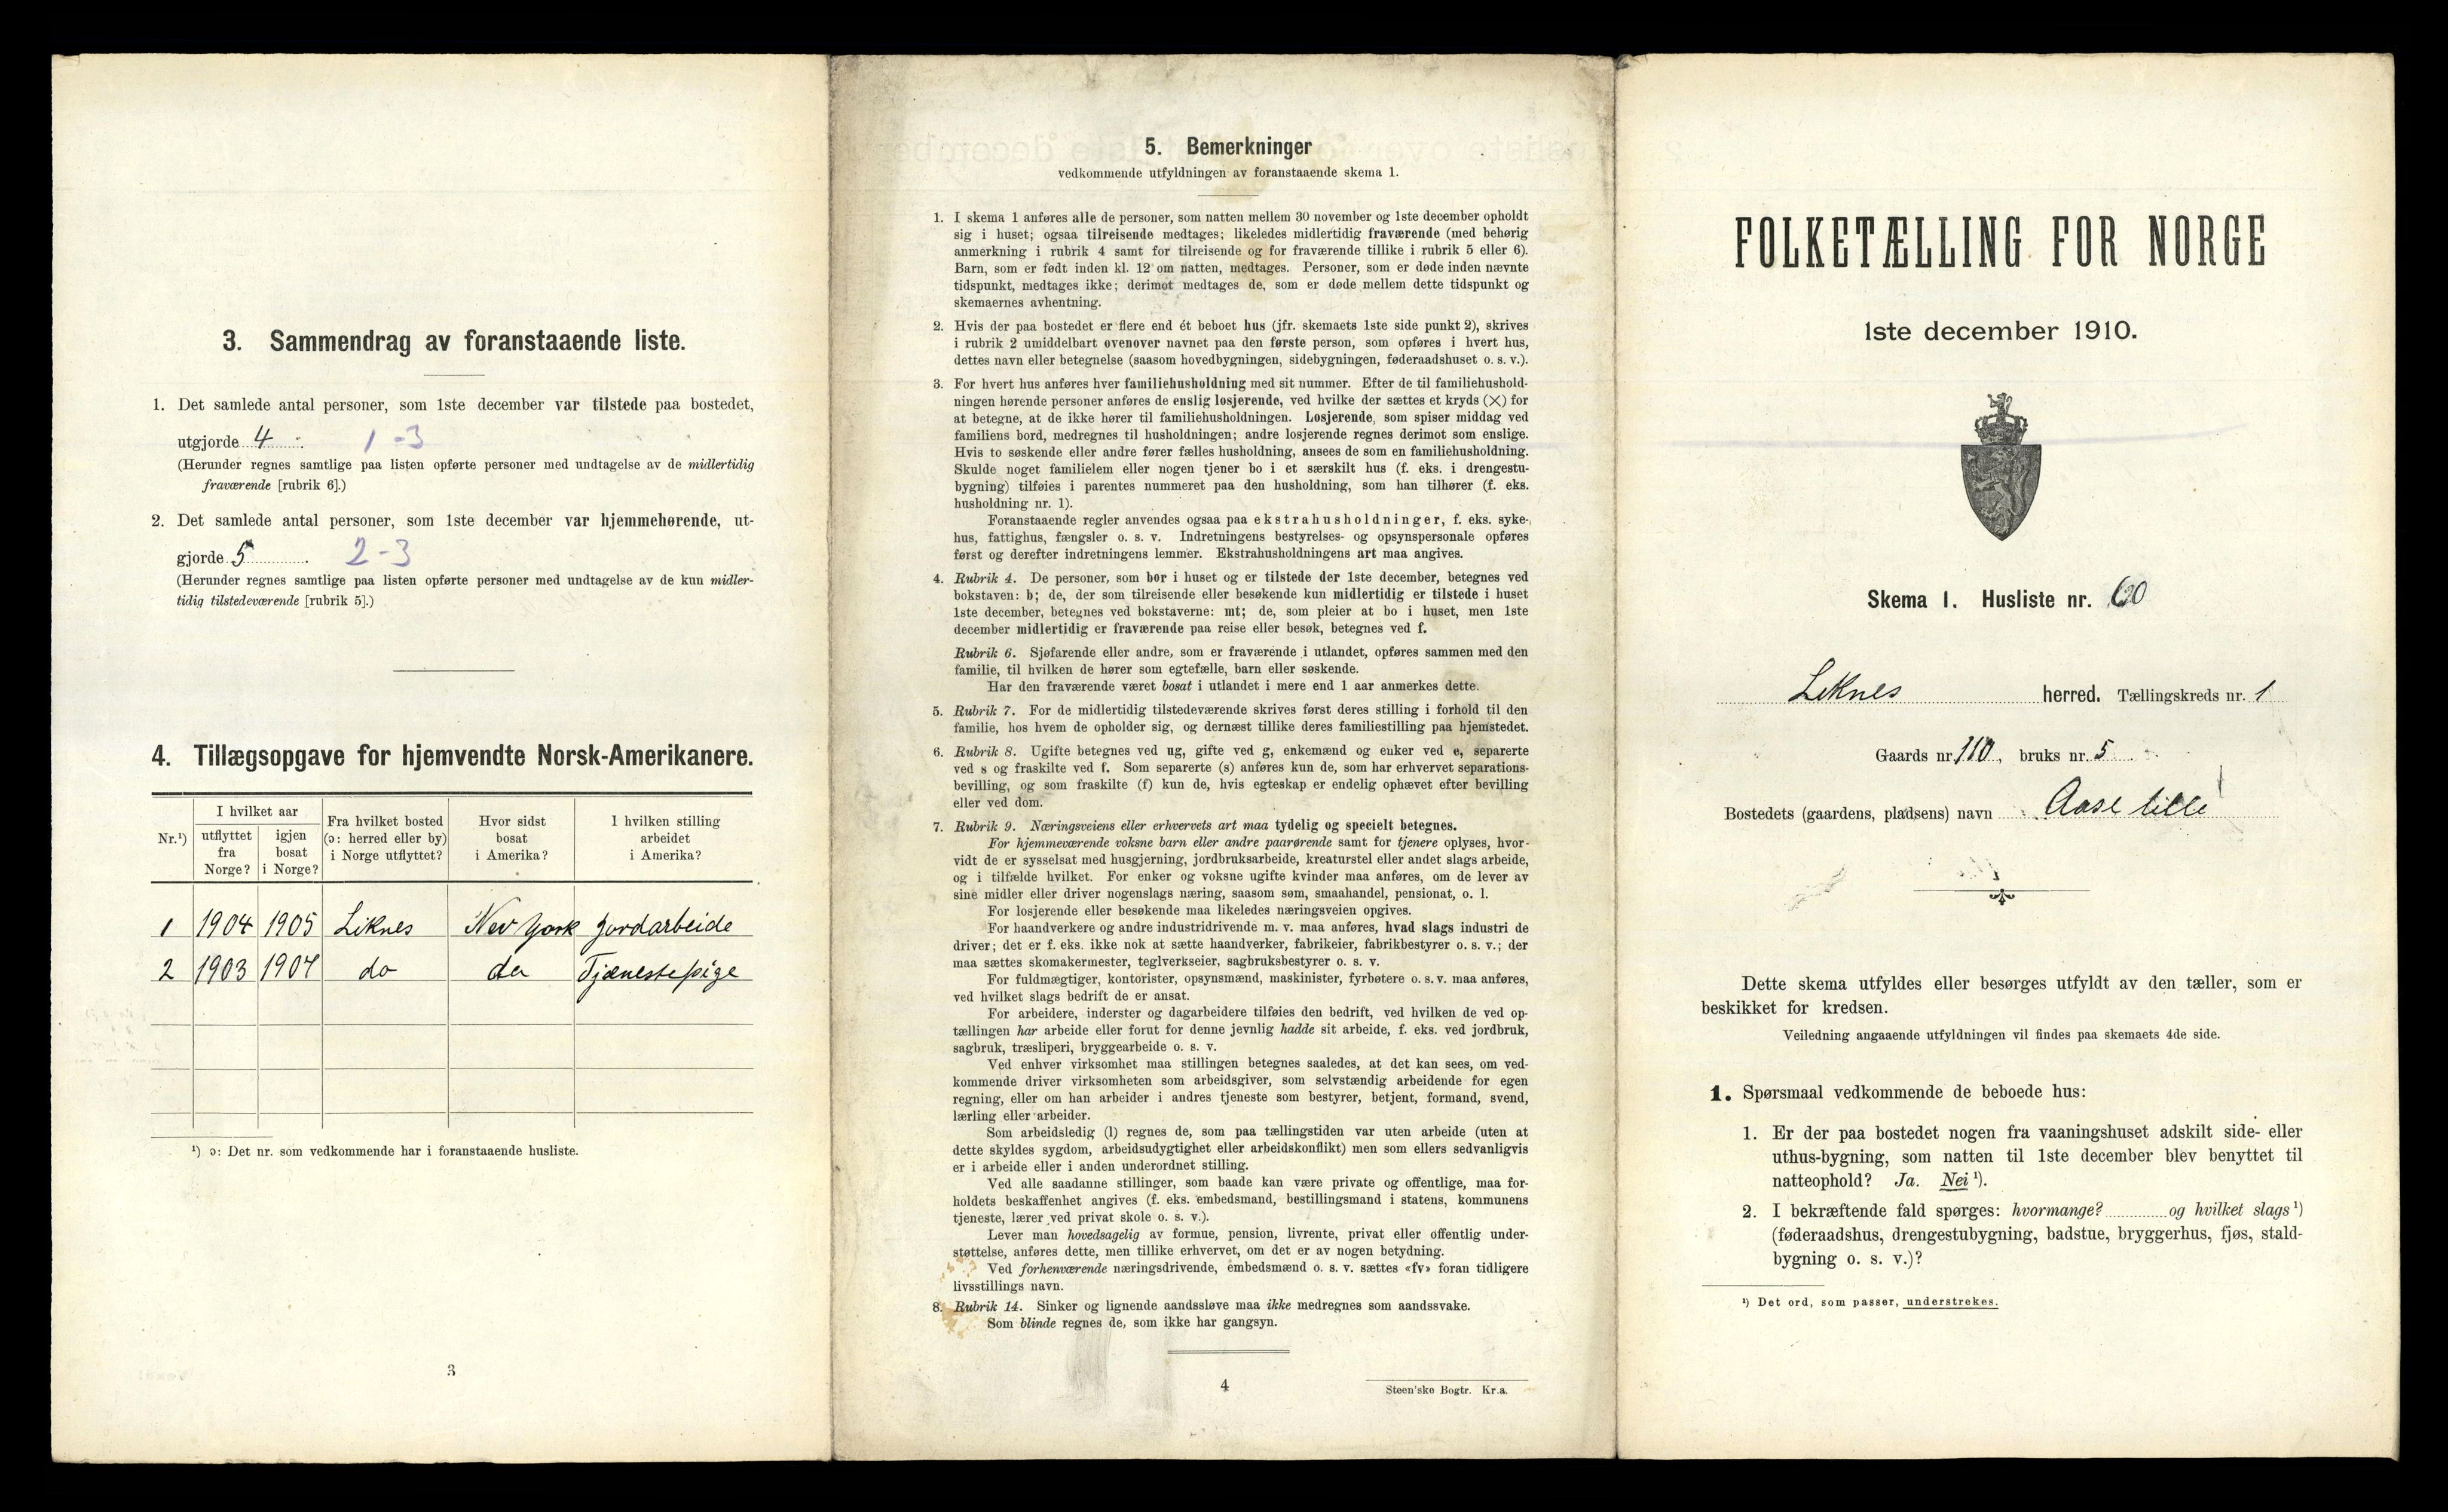 3. Sammendrag av foranstaaende liste.
1. Det samlede antal personer, som 1ste december var tilstede paa bostedet,
utgjorde 4. 1-3
(Herunder regnes samtlige paa listen opførte personer med undtagelse av de midlertidig
fraværende [rubrik 6].)
2. Det samlede antal personer, som 1ste december var hjemmehørende, ut-
gjorde 5. 2-3
(Herunder regnes samtlige paa listen opførte personer med undtagelse av de kun midler-
tidig tilstedeværende [rubrik 5].)
4. Tillægsopgave for hjemvendte Norsk-Amerikanere.
Nr.¹) I hvilket aar utflyttet fra Norge? igjen bosat i Norge? Fra hvilket bosted (ɔ: herred eller by) i Norge utflyttet? Hvor sidst bosat i Amerika? I hvilken stilling arbeidet i Amerika?
1 1904 1905 Liknes Nev York Jordarbeide
2 1903 1907 do do Tjænestepige
¹) ɔ: Det nr. som vedkommende har i foranstaaende husliste.
3
5. Bemerkninger
vedkommende utfyldningen av foranstaaende skema 1.
1. I skema 1 anføres alle de personer, som natten mellem 30 november og 1ste december opholdt
sig i huset; ogsaa tilreisende medtages; likeledes midlertidig fraværende (med behørig
anmerkning i rubrik 4 samt for tilreisende og for fraværende tillike i rubrik 5 eller 6).
Barn, som er født inden kl. 12 om natten, medtages. Personer, som er døde inden nævnte
tidspunkt, medtages ikke; derimot medtages de, som er døde mellem dette tidspunkt og
skemaernes avhentning.
2. Hvis der paa bostedet er flere end ét beboet hus (jfr. skemaets 1ste side punkt 2), skrives
i rubrik 2 umiddelbart ovenover navnet paa den første person, som opføres i hvert hus,
dettes navn eller betegnelse (saasom hovedbygningen, sidebygningen, føderaadshuset o. s. v.).
3. For hvert hus anføres hver familiehusholdning med sit nummer. Efter de til familiehushold-
ningen hørende personer anføres de enslig losjerende, ved hvilke der sættes et kryds (×) for
at betegne, at de ikke hører til familiehusholdningen. Losjerende, som spiser middag ved
familiens bord, medregnes til husholdningen; andre losjerende regnes derimot som enslige.
Hvis to søskende eller andre fører fælles husholdning, ansees de som en familiehusholdning.
Skulde noget familielem eller nogen tjener bo i et særskilt hus (f. eks. i drengestu-
bygning) tilføies i parentes nummeret paa den husholdning, som han tilhører (f. eks.
husholdning nr. 1).
Foranstaaende regler anvendes ogsaa paa ekstrahusholdninger, f. eks. syke-
hus, fattighus, fængsler o. s. v. Indretningens bestyrelses- og opsynspersonale opføres
først og derefter indretningens lemmer. Ekstrahusholdningens art maa angives.
4. Rubrik 4. De personer, som bor i huset og er tilstede der 1ste december, betegnes ved
bokstaven: b; de, der som tilreisende eller besøkende kun midlertidig er tilstede i huset
1ste december, betegnes ved bokstaverne: mt; de, som pleier at bo i huset, men 1ste
december midlertidig er fraværende paa reise eller besøk, betegnes ved f.
Rubrik 6. Sjøfarende eller andre, som er fraværende i utlandet, opføres sammen med den
familie, til hvilken de hører som egtefælle, barn eller søskende.
Har den fraværende været bosat i utlandet i mere end 1 aar anmerkes dette.
5. Rubrik 7. For de midlertidig tilstedeværende skrives først deres stilling i forhold til den
familie, hos hvem de opholder sig, og dernæst tillike deres familiestilling paa hjemstedet.
6. Rubrik 8. Ugifte betegnes ved ug, gifte ved g, enkemænd og enker ved e, separerte
ved s og fraskilte ved f. Som separerte (s) anføres kun de, som har erhvervet separations-
bevilling, og som fraskilte (f) kun de, hvis egteskap er endelig ophævet efter bevilling
eller ved dom.
7. Rubrik 9. Næringsveiens eller erhvervets art maa tydelig og specielt betegnes.
For hjemmeværende voksne barn eller andre paarørende samt for tjenere oplyses, hvor-
vidt de er sysselsat med husgjerning, jordbruksarbeide, kreaturstel eller andet slags arbeide,
og i tilfælde hvilket. For enker og voksne ugifte kvinder maa anføres, om de lever av
sine midler eller driver nogenslags næring, saasom søm, smaahandel, pensionat, o. l.
For losjerende eller besøkende maa likeledes næringsveien opgives.
For haandverkere og andre industridrivende m. v. maa anføres, hvad slags industri de
driver; det er f. eks. ikke nok at sætte haandverker, fabrikeier, fabrikbestyrer o. s. v.; der
maa sættes skomakermester, teglverkseier, sagbruksbestyrer o. s. v.
For fuldmægtiger, kontorister, opsynsmænd, maskinister, fyrbøtere o. s. v. maa anføres,
ved hvilket slags bedrift de er ansat.
For arbeidere, inderster og dagarbeidere tilføies den bedrift, ved hvilken de ved op-
tællingen har arbeide eller forut for denne jevnlig hadde sit arbeide, f. eks. ved jordbruk,
sagbruk, træsliperi, bryggearbeide o. s. v.
Ved enhver virksomhet maa stillingen betegnes saaledes, at det kan sees, om ved-
kommende driver virksomheten som arbeidsgiver, som selvstændig arbeidende for egen
regning, eller om han arbeider i andres tjeneste som bestyrer, betjent, formand, svend,
lærling eller arbeider.
Som arbeidsledig (l) regnes de, som paa tællingstiden var uten arbeide (uten at
dette skyldes sygdom, arbeidsudygtighet eller arbeidskonflikt) men som ellers sedvanligvis
er i arbeide eller i anden underordnet stilling.
Ved alle saadanne stillinger, som baade kan være private og offentlige, maa for-
holdets beskaffenhet angives (f. eks. embedsmand, bestillingsmand i statens, kommunens
tjeneste, lærer ved privat skole o. s. v.).
Lever man hovedsagelig av formue, pension, livrente, privat eller offentlig under-
støttelse, anføres dette, men tillike erhvervet, om det er av nogen betydning.
Ved forhenværende næringsdrivende, embedsmænd o. s. v. sættes «fv» foran tidligere
livsstillings navn.
8. Rubrik 14. Sinker og lignende aandssløve maa ikke medregnes som aandssvake.
Som blinde regnes de, som ikke har gangsyn.
4
Steen'ske Bogtr. Kr.a.
FOLKETÆLLING FOR NORGE
1ste december 1910.
Skema 1. Husliste nr. 60
Liknes herred. Tællingskreds nr. 1
Gaards nr. 110, bruks nr. 5
Bostedets (gaardens, pladsens) navn Aase lille
Dette skema utfyldes eller besørges utfyldt av den tæller, som er
beskikket for kredsen.
Veiledning angaaende utfyldningen vil findes paa skemaets 4de side.
1. Spørsmaal vedkommende de beboede hus:
1. Er der paa bostedet nogen fra vaaningshuset adskilt side- eller
uthus-bygning, som natten til 1ste december blev benyttet til
natteophold? Ja. Nei ¹).
2. I bekræftende fald spørges: hvormange? og hvilket slags ¹)
(føderaadshus, drengestubygning, badstue, bryggerhus, fjøs, stald-
bygning o. s. v.)?
¹) Det ord, som passer, understrekes.